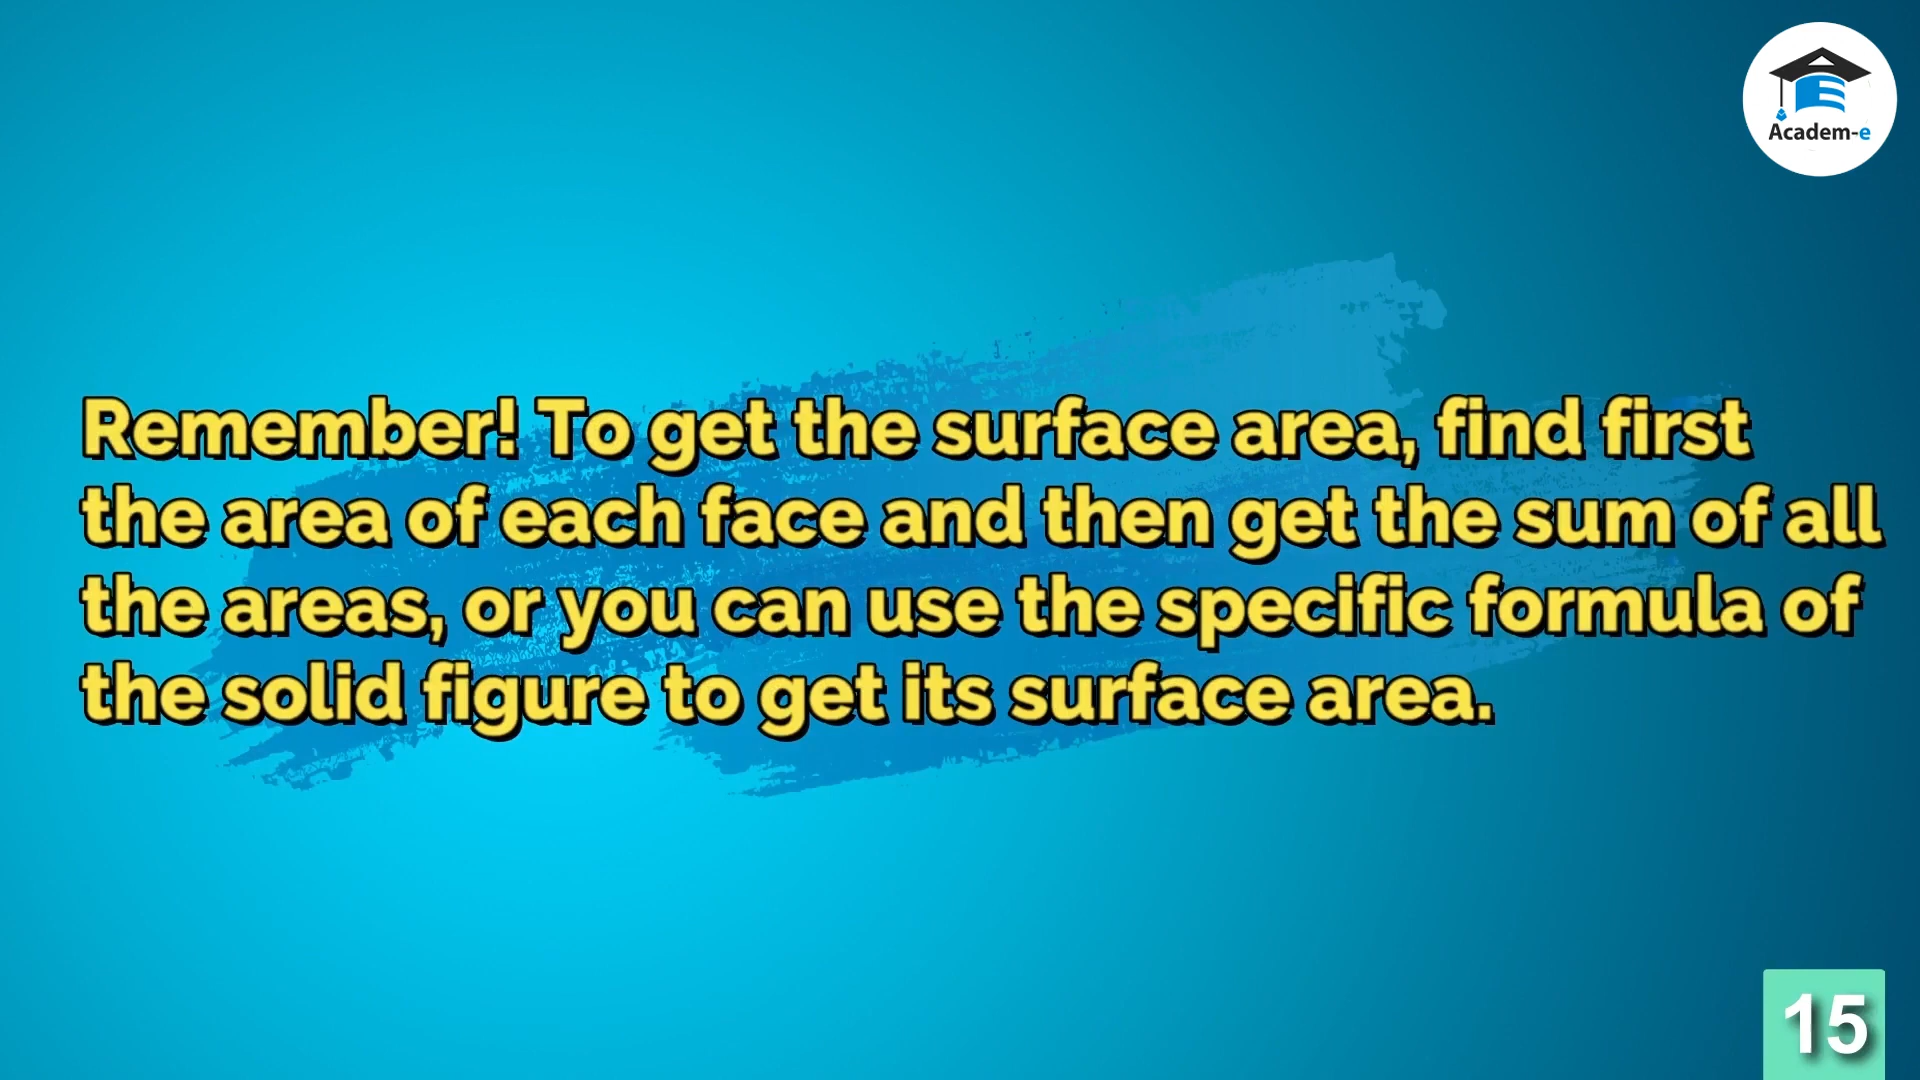 Academ-e
Remember! To get the surface area, find first
the area of each face and then get the sum of all
the areas, or you can use the specific formula of
the solid figure to get its surface area.
15